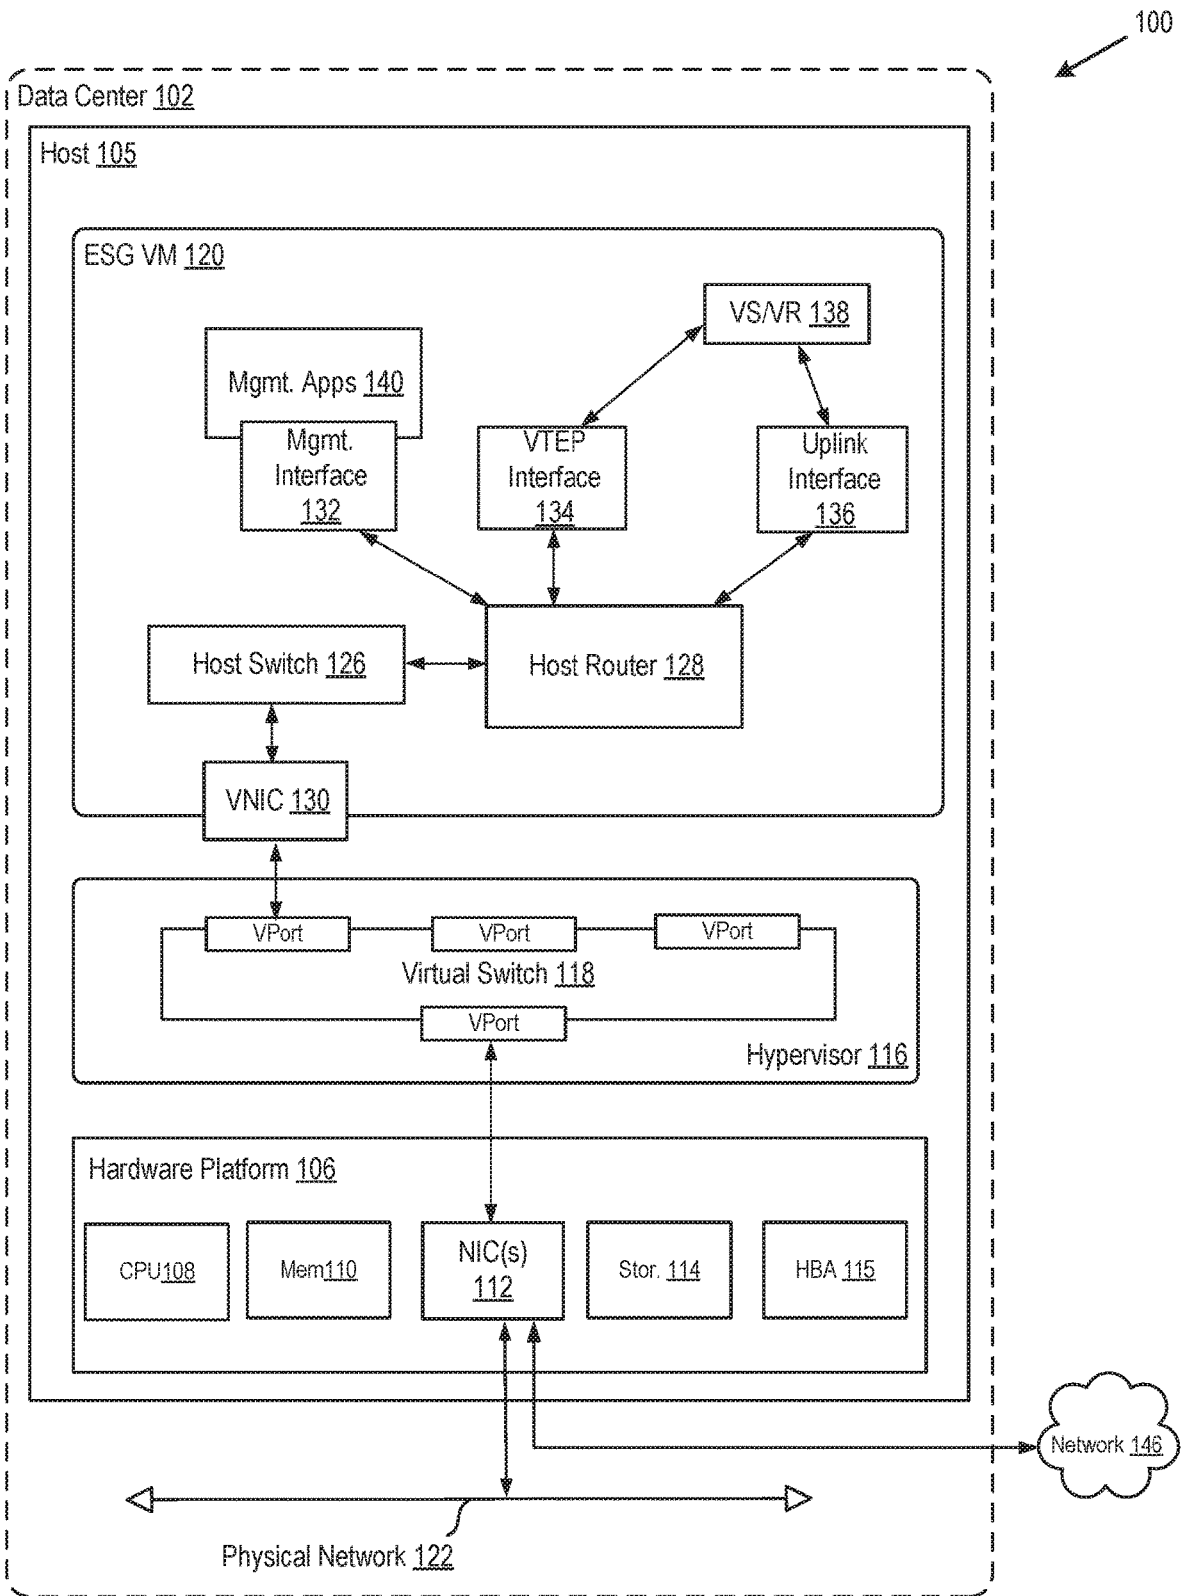 100
Data Center 102
Host 105
ESG VM 120
VS/VR 138
Mgmt. Apps 140
Mgmt.
Interface
132
VTEP
Interface
134
Uplink
Interface
136
Host Switch 126
Host Router 128
VNIC 130
VPort
VPort
VPort
Virtual Switch 118
VPort
Hypervisor 116
Hardware Platform 106
CPU108
Mem110
NIC(s)
112
Stor. 114
HBA 115
Network 146
Physical Network 122